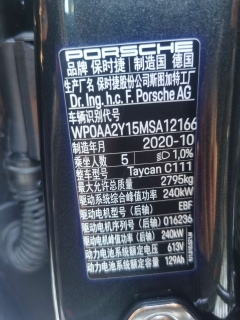 PORSCHE
品牌 保时捷 制造国 德国
生产厂名 保时捷股份公司斯图加特工厂
Dr. Ing. h.c. F. Porsche AG
车辆识别代号
WP0AA2Y15MSA12166
制造年月 2020-10
乘坐人数 5 1,0%
整车型号 Taycan C111
最大允许总质量 2795kg
驱动系统综合峰值功率 240kW
驱动电机型号(后轴) EBF
驱动电机序列号(后轴) 016236
驱动电机峰值功率(后轴) 240kW
动力电池系统额定电压 613V
动力电池系统额定容量 129Ah